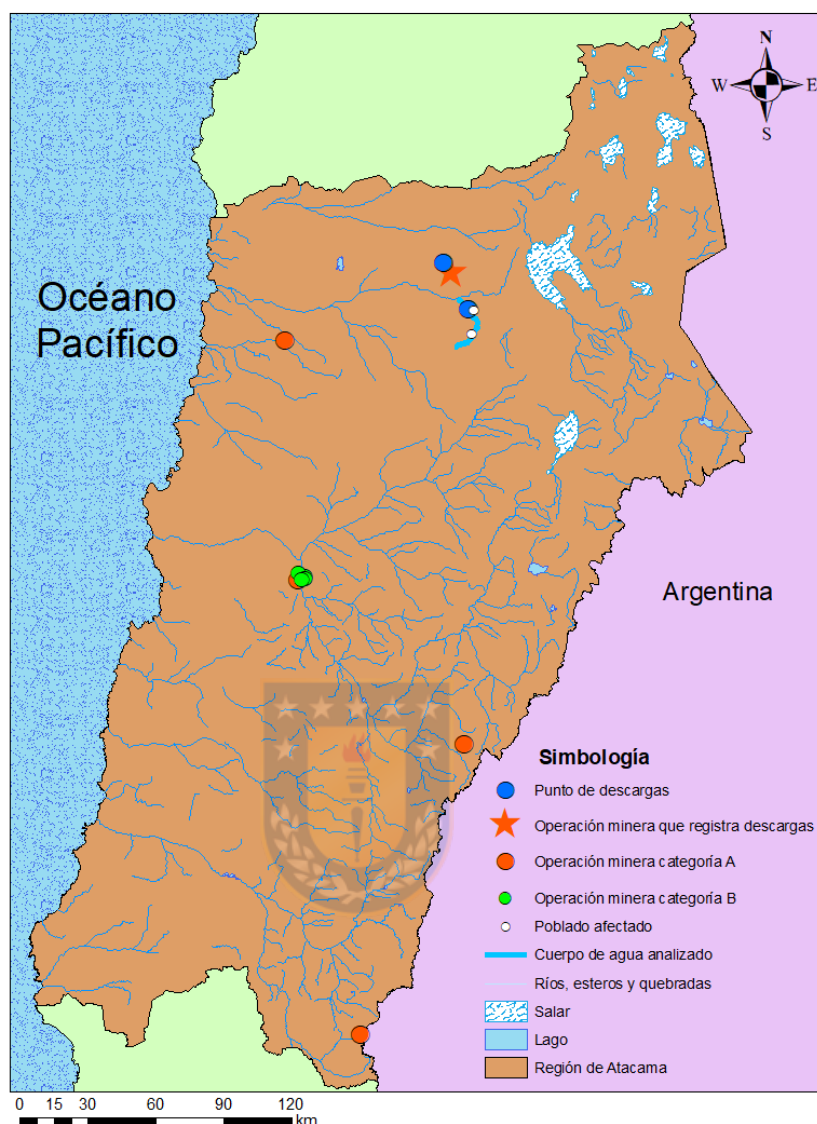 N
W E
S
Océano
Pacífico
Argentina
Simbología
Punto de descargas
Operación minera que registra descargas
Operación minera categoría A
Operación minera categoría B
Poblado afectado
Cuerpo de agua analizado
Ríos, esteros y quebradas
Salar
Lago
Región de Atacama
0 15 30 60 90 120
km